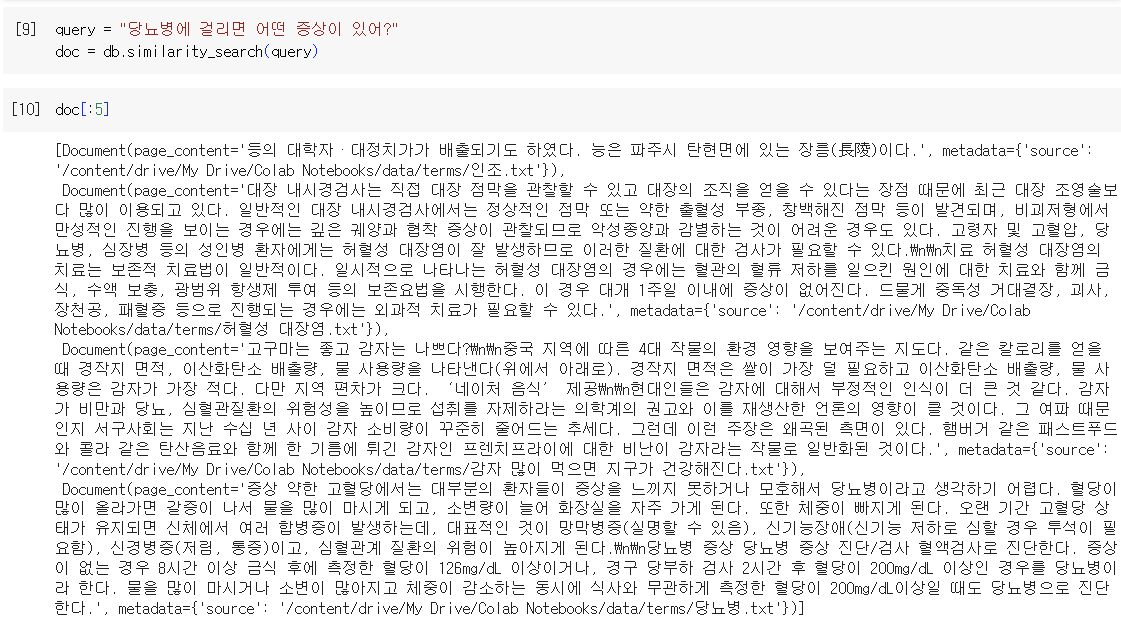 [9] query = "당뇨병에 걸리면 어떤 증상이 있어?"
doc = db.similarity_search(query)
[10] doc[:5]
[Document(page_content='등의 대학자·대정치가가 배출되기도 하였다. 능은 파주시 탄현면에 있는 장릉(長陵)이다.', metadata={'source':
'/content/drive/My Drive/Colab Notebooks/data/terms/인조.txt'}),
Document(page_content='대장 내시경검사는 직접 대장 점막을 관찰할 수 있고 대장의 조직을 얻을 수 있다는 장점 때문에 최근 대장 조영술보
다 많이 이용되고 있다. 일반적인 대장 내시경검사에서는 정상적인 점막 또는 약한 출혈성 부종, 창백해진 점막 등이 발견되며, 비괴저형에서
만성적인 진행을 보이는 경우에는 깊은 궤양과 협착 증상이 관찰되므로 악성종양과 감별하는 것이 어려운 경우도 있다. 고령자 및 고혈압, 당
뇨병, 심장병 등의 성인병 환자에게는 허혈성 대장염이 잘 발생하므로 이러한 질환에 대한 검사가 필요할 수 있다.₩n₩n치료 허혈성 대장염의
치료는 보존적 치료법이 일반적이다. 일시적으로 나타나는 허혈성 대장염의 경우에는 혈관의 혈류 저하를 일으킨 원인에 대한 치료와 함께 금
식, 수액 보충, 광범위 항생제 투여 등의 보존요법을 시행한다. 이 경우 대개 1주일 이내에 증상이 없어진다. 드물게 중독성 거대결장, 괴사,
장천공, 패혈증 등으로 진행되는 경우에는 외과적 치료가 필요할 수 있다.', metadata={'source': '/content/drive/My Drive/Colab
Notebooks/data/terms/허혈성 대장염.txt'}),
Document(page_content='고구마는 좋고 감자는 나쁘다?₩n₩n중국 지역에 따른 4대 작물의 환경 영향을 보여주는 지도다. 같은 칼로리를 얻을
때 경작지 면적, 이산화탄소 배출량, 물 사용량을 나타낸다(위에서 아래로). 경작지 면적은 쌀이 가장 덜 필요하고 이산화탄소 배출량, 물 사
용량은 감자가 가장 적다. 다만 지역 편차가 크다. ‘네이처 음식’ 제공₩n₩n현대인들은 감자에 대해서 부정적인 인식이 더 큰 것 같다. 감자
가 비만과 당뇨, 심혈관질환의 위험성을 높이므로 섭취를 자제하라는 의학계의 권고와 이를 재생산한 언론의 영향이 클 것이다. 그 여파 때문
인지 서구사회는 지난 수십 년 사이 감자 소비량이 꾸준히 줄어드는 추세다. 그런데 이런 주장은 왜곡된 측면이 있다. 햄버거 같은 패스트푸드
와 콜라 같은 탄산음료와 함께 한 기름에 튀긴 감자인 프렌치프라이에 대한 비난이 감자라는 작물로 일반화된 것이다.', metadata={'source':
'/content/drive/My Drive/Colab Notebooks/data/terms/감자 많이 먹으면 지구가 건강해진다.txt'}),
Document(page_content='증상 약한 고혈당에서는 대부분의 환자들이 증상을 느끼지 못하거나 모호해서 당뇨병이라고 생각하기 어렵다. 혈당이
많이 올라가면 갈증이 나서 물을 많이 마시게 되고, 소변량이 늘어 화장실을 자주 가게 된다. 또한 체중이 빠지게 된다. 오랜 기간 고혈당 상
태가 유지되면 신체에서 여러 합병증이 발생하는데, 대표적인 것이 망막병증(실명할 수 있음), 신기능장애(신기능 저하로 심할 경우 투석이 필
요함), 신경병증(저림, 통증)이고, 심혈관계 질환의 위험이 높아지게 된다.₩n₩n당뇨병 증상 당뇨병 증상 진단/검사 혈액검사로 진단한다. 증상
이 없는 경우 8시간 이상 금식 후에 측정한 혈당이 126mg/dL 이상이거나, 경구 당부하 검사 2시간 후 혈당이 200mg/dL 이상인 경우를 당뇨병이
라 한다. 물을 많이 마시거나 소변이 많아지고 체중이 감소하는 동시에 식사와 무관하게 측정한 혈당이 200mg/dL이상일 때도 당뇨병으로 진단
한다.', metadata={'source': '/content/drive/My Drive/Colab Notebooks/data/terms/당뇨병.txt'})]